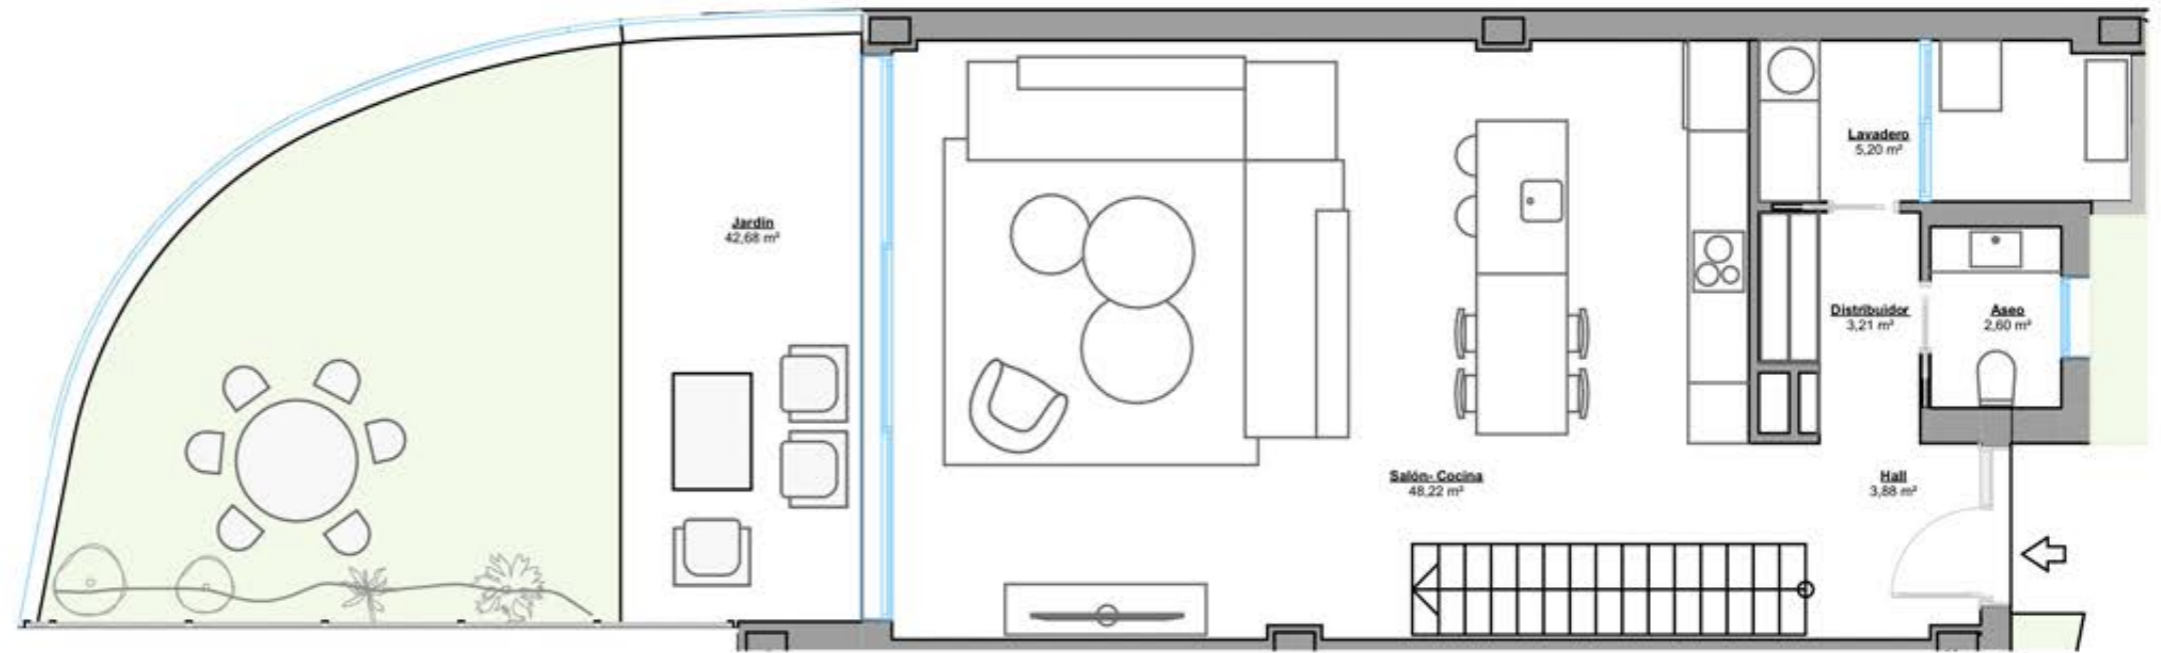 Lavadero
5,20 m²
Jardín
42,68 m²
Distribuidor
3,21 m²
Aseo
2,60 m²
Salón- Cocina
48,22 m²
Hall
3,88 m²